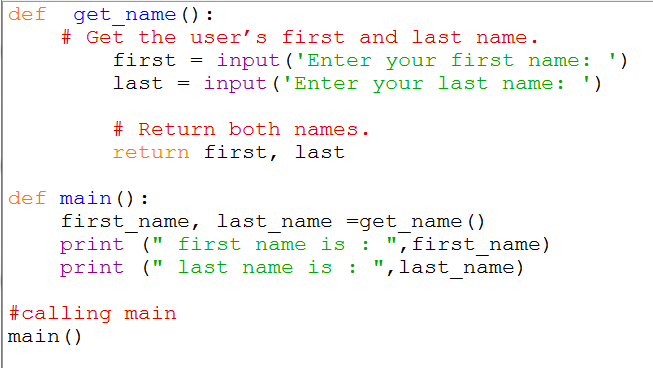 def  get_name():
    # Get the user’s first and last name.
        first = input('Enter your first name: ')
        last = input('Enter your last name: ')

        # Return both names.
        return first, last

def main():
    first_name, last_name =get_name()
    print (" first name is : ",first_name)
    print (" last name is : ",last_name)

#calling main
main()